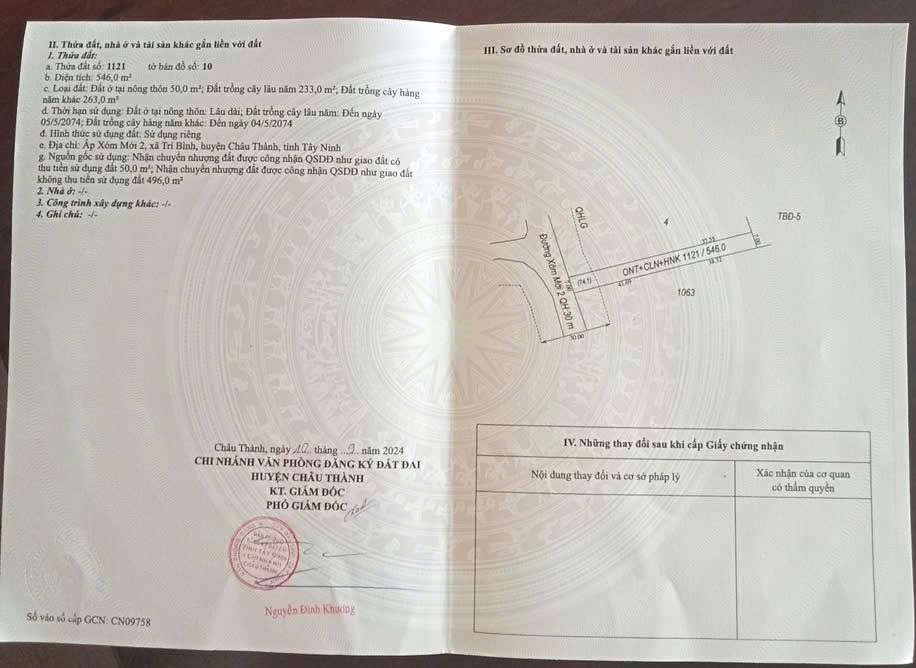 II. Thửa đất, nhà ở và tài sản khác gắn liền với đất
1. Thửa đất:
a. Thửa đất số: 1121 tờ bản đồ số: 10
b. Diện tích: 546,0 m²
c. Loại đất: Đất ở tại nông thôn 50,0 m²; Đất trồng cây lâu năm 233,0 m²; Đất trồng cây hàng
năm khác 263,0 m²
d. Thời hạn sử dụng: Đất ở tại nông thôn: Lâu dài; Đất trồng cây lâu năm: Đến ngày
05/5/2074; Đất trồng cây hàng năm khác: Đến ngày 04/5/2074
đ. Hình thức sử dụng đất: Sử dụng riêng
e. Địa chỉ: Ấp Xóm Mới 2, xã Trí Bình, huyện Châu Thành, tỉnh Tây Ninh
g. Nguồn gốc sử dụng: Nhận chuyển nhượng đất được công nhận QSDĐ như giao đất có
thu tiền sử dụng đất 50,0 m²; Nhận chuyển nhượng đất được công nhận QSDĐ như giao đất
không thu tiền sử dụng đất 496,0 m²
2. Nhà ở: -/-
3. Công trình xây dựng khác: -/-
4. Ghi chú: -/-
Châu Thành, ngày 10 tháng 9 năm 2024
CHI NHÁNH VĂN PHÒNG ĐĂNG KÝ ĐẤT ĐAI
HUYỆN CHÂU THÀNH
KT. GIÁM ĐỐC
PHÓ GIÁM ĐỐC
Nguyễn Đình Khương
Số vào sổ cấp GCN: CN09758
III. Sơ đồ thửa đất, nhà ở và tài sản khác gắn liền với đất
B
QHLG
4
TBĐ-5
Đường Xóm Mới 2 QH:30 m
7.00
(74.1)
ONT+CLN+HNK 1121 / 546.0
7.00
41.09
1063
30.00
IV. Những thay đổi sau khi cấp Giấy chứng nhận
Nội dung thay đổi và cơ sở pháp lý
Xác nhận của cơ quan
có thẩm quyền